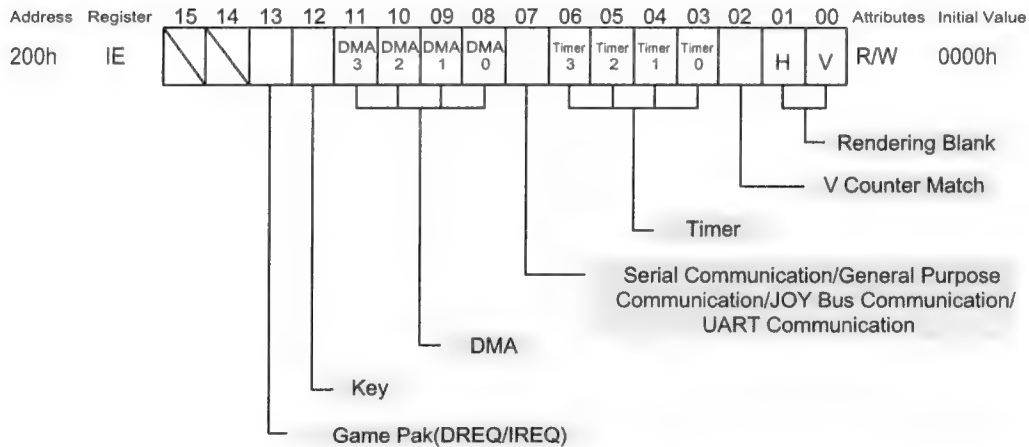 Address Register 15 14 13 12 11 10 09 08 07 06 05 04 03 02 01 00 Attributes Initial Value
200h IE DMA 3 DMA 2 DMA 1 DMA 0 Timer 3 Timer 2 Timer 1 Timer 0 H V R/W 0000h
Rendering Blank
V Counter Match
Timer
Serial Communication/General Purpose
Communication/JOY Bus Communication/
UART Communication
DMA
Key
Game Pak(DREQ/IREQ)